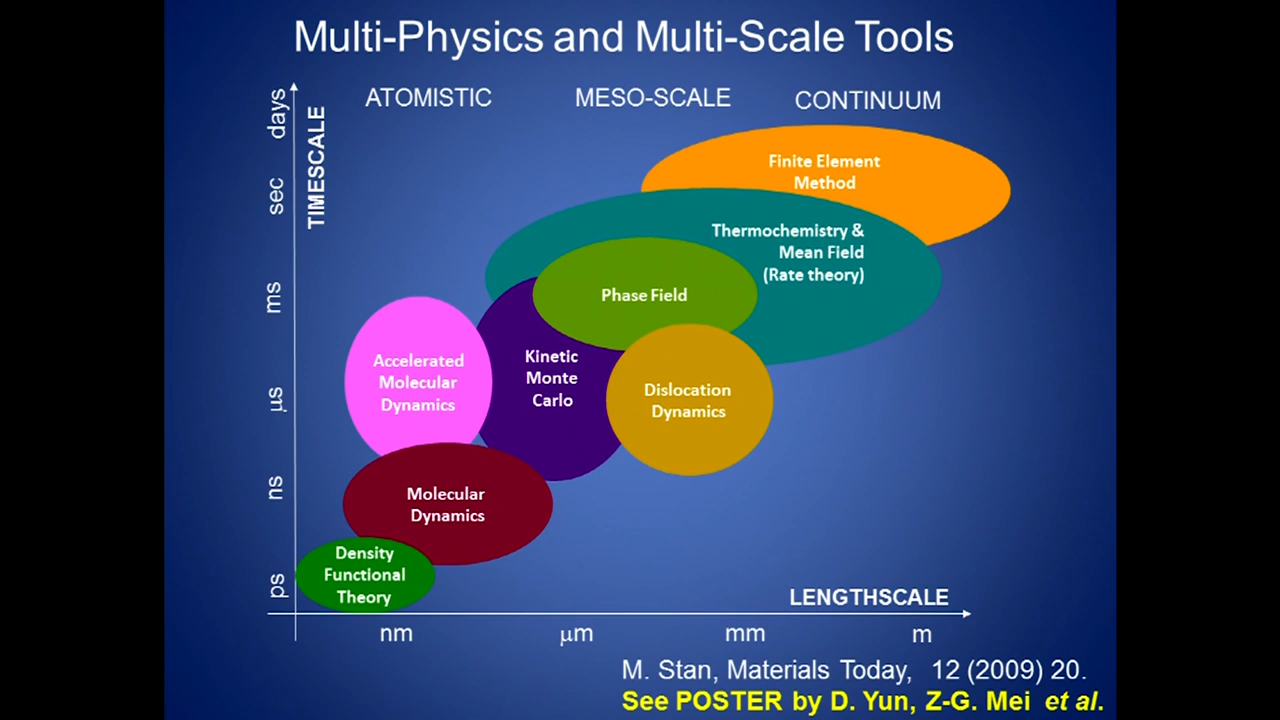 Multi-Physics and Multi-Scale Tools
ATOMISTIC
MESO-SCALE
CONTINUUM
days
sec
ms
μs
ns
ps
TIMESCALE
Finite Element
Method
Thermochemistry &
Mean Field
(Rate theory)
Phase Field
Accelerated
Molecular
Dynamics
Kinetic
Monte
Carlo
Dislocation
Dynamics
Molecular
Dynamics
Density
Functional
Theory
LENGTHSCALE
nm
μm
mm
m
M. Stan, Materials Today, 12 (2009) 20.
See POSTER by D. Yun, Z-G. Mei et al.